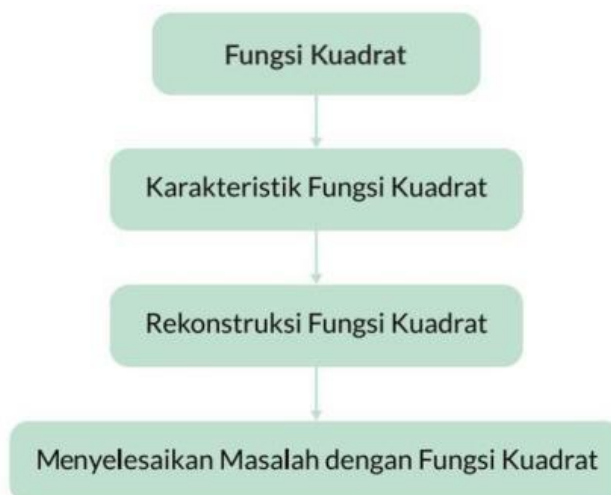 Fungsi Kuadrat
Karakteristik Fungsi Kuadrat
Rekonstruksi Fungsi Kuadrat
Menyelesaikan Masalah dengan Fungsi Kuadrat